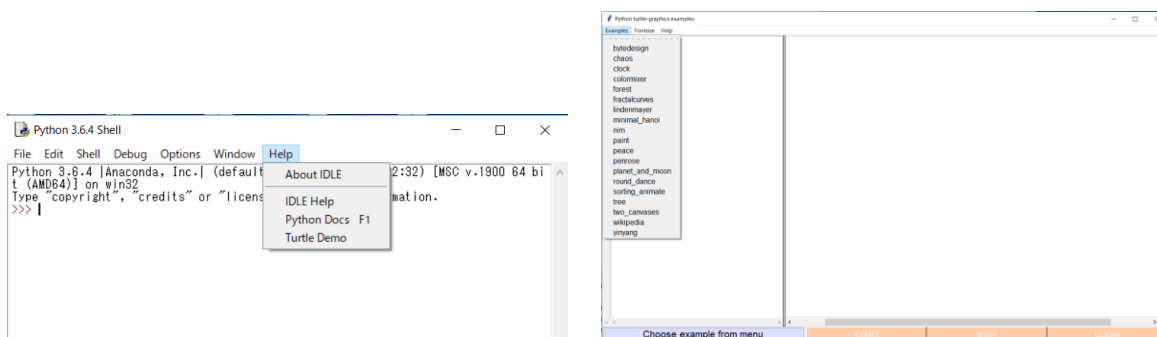 Python 3.6.4 Shell
File Edit Shell Debug Options Window Help
Python 3.6.4 |Anaconda, Inc.| (default 2:32) [MSC v.1900 64 bi
t (AMD64)] on win32
Type "copyright", "credits" or "licens mation.
>>>
About IDLE
IDLE Help
Python Docs F1
Turtle Demo
Python turtle-graphics examples
Examples Fontsize Help
bytedesign
chaos
clock
colormixer
forest
fractalcurves
lindenmayer
minimal_hanoi
nim
paint
peace
penrose
planet_and_moon
round_dance
sorting_animate
tree
two_canvases
wikipedia
yinyang
Choose example from menu
START STOP CLEAR